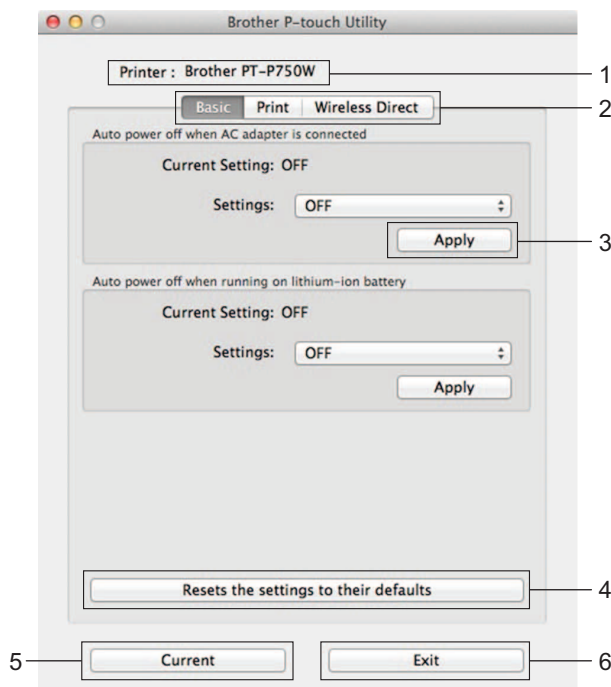 Brother P-touch Utility
Printer : Brother PT-P750W
1
Basic Print Wireless Direct
2
Auto power off when AC adapter is connected
Current Setting: OFF
Settings: OFF
Apply
3
Auto power off when running on lithium-ion battery
Current Setting: OFF
Settings: OFF
Apply
Resets the settings to their defaults
4
5
Current
Exit
6